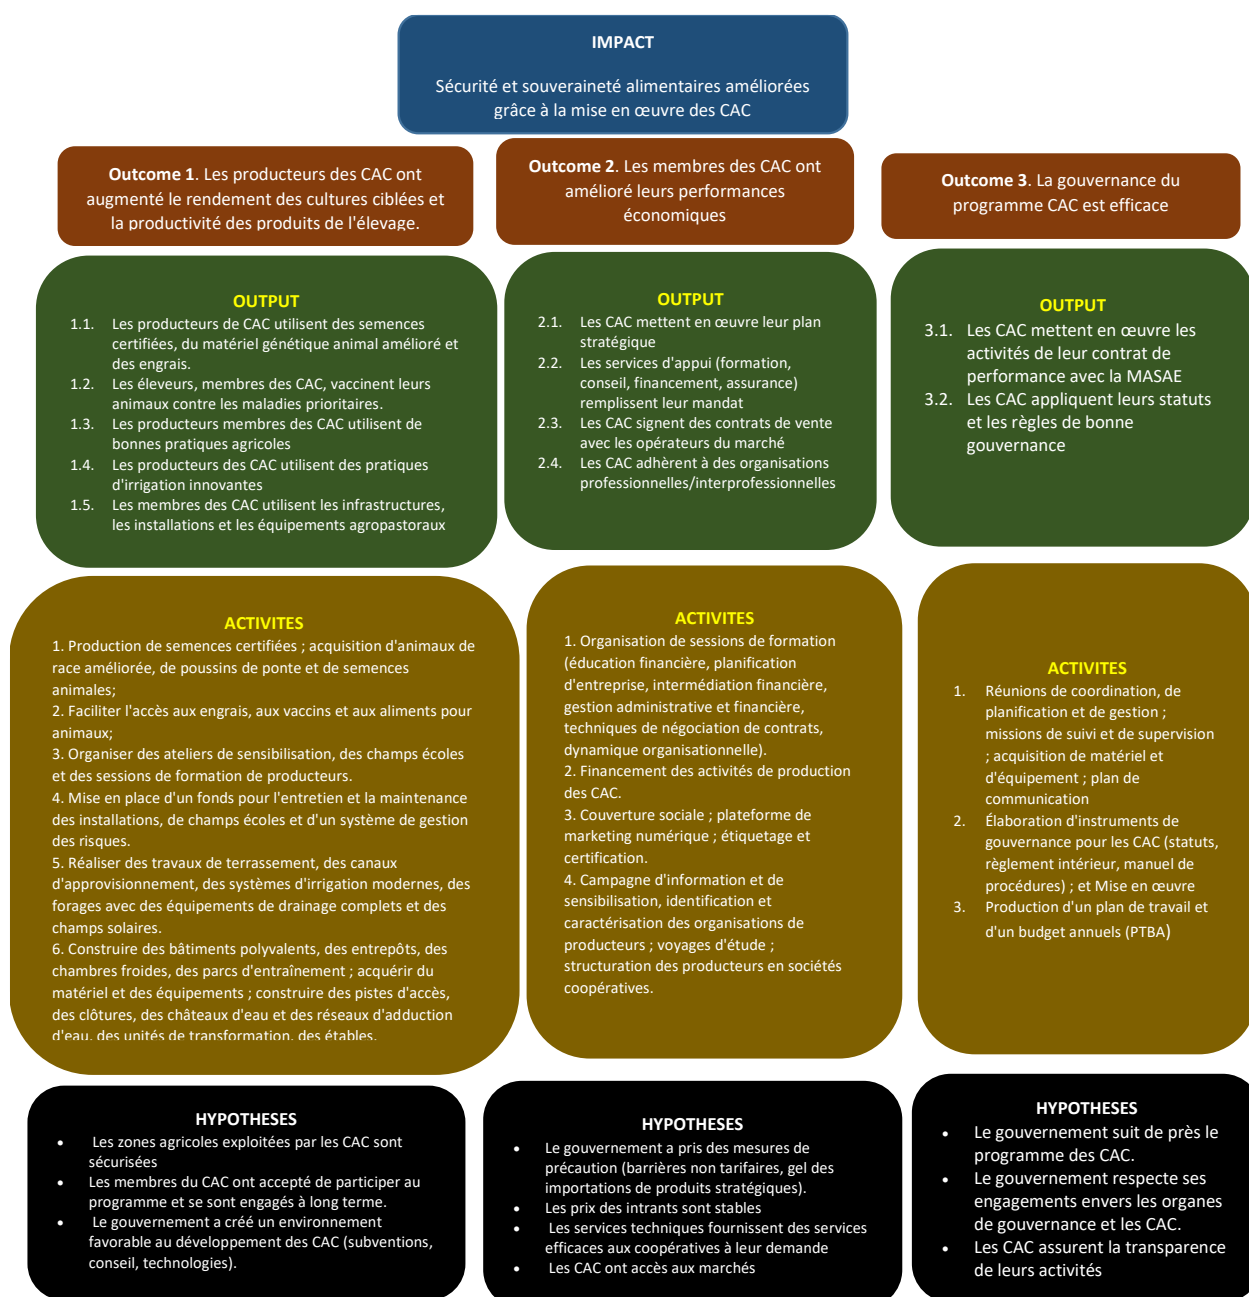 IMPACT
Sécurité et souveraineté alimentaires améliorées
grâce à la mise en œuvre des CAC
Outcome 1. Les producteurs des CAC ont
augmenté le rendement des cultures ciblées et
la productivité des produits de l'élevage.
Outcome 2. Les membres des CAC ont
amélioré leurs performances
économiques
Outcome 3. La gouvernance du
programme CAC est efficace
OUTPUT
1.1. Les producteurs de CAC utilisent des semences
certifiées, du matériel génétique animal amélioré et
des engrais.
1.2. Les éleveurs, membres des CAC, vaccinent leurs
animaux contre les maladies prioritaires.
1.3. Les producteurs membres des CAC utilisent de
bonnes pratiques agricoles
1.4. Les producteurs des CAC utilisent des pratiques
d'irrigation innovantes
1.5. Les membres des CAC utilisent les infrastructures,
les installations et les équipements agropastoraux
OUTPUT
2.1. Les CAC mettent en œuvre leur plan
stratégique
2.2. Les services d'appui (formation,
conseil, financement, assurance)
remplissent leur mandat
2.3. Les CAC signent des contrats de vente
avec les opérateurs du marché
2.4. Les CAC adhèrent à des organisations
professionnelles/interprofessionnelles
OUTPUT
3.1. Les CAC mettent en œuvre les
activités de leur contrat de
performance avec la MASAE
3.2. Les CAC appliquent leurs statuts
et les règles de bonne
gouvernance
ACTIVITES
1. Production de semences certifiées ; acquisition d'animaux de
race améliorée, de poussins de ponte et de semences
animales;
2. Faciliter l'accès aux engrais, aux vaccins et aux aliments pour
animaux;
3. Organiser des ateliers de sensibilisation, des champs écoles
et des sessions de formation de producteurs.
4. Mise en place d'un fonds pour l'entretien et la maintenance
des installations, de champs écoles et d'un système de gestion
des risques.
5. Réaliser des travaux de terrassement, des canaux
d'approvisionnement, des systèmes d'irrigation modernes, des
forages avec des équipements de drainage complets et des
champs solaires.
6. Construire des bâtiments polyvalents, des entrepôts, des
chambres froides, des parcs d'entraînement ; acquérir du
matériel et des équipements ; construire des pistes d'accès,
des clôtures, des châteaux d'eau et des réseaux d'adduction
d'eau, des unités de transformation, des étables.
ACTIVITES
1. Organisation de sessions de formation
(éducation financière, planification
d'entreprise, intermédiation financière,
gestion administrative et financière,
techniques de négociation de contrats,
dynamique organisationnelle).
2. Financement des activités de production
des CAC.
3. Couverture sociale ; plateforme de
marketing numérique ; étiquetage et
certification.
4. Campagne d'information et de
sensibilisation, identification et
caractérisation des organisations de
producteurs ; voyages d'étude ;
structuration des producteurs en sociétés
coopératives.
ACTIVITES
1. Réunions de coordination, de
planification et de gestion ;
missions de suivi et de supervision
; acquisition de matériel et
d'équipement ; plan de
communication
2. Élaboration d'instruments de
gouvernance pour les CAC (statuts,
règlement intérieur, manuel de
procédures) ; et Mise en œuvre
3. Production d'un plan de travail et
d'un budget annuels (PTBA)
HYPOTHESES
• Les zones agricoles exploitées par les CAC sont
sécurisées
• Les membres du CAC ont accepté de participer au
programme et se sont engagés à long terme.
• Le gouvernement a créé un environnement
favorable au développement des CAC (subventions,
conseil, technologies).
HYPOTHESES
• Le gouvernement a pris des mesures de
précaution (barrières non tarifaires, gel des
importations de produits stratégiques).
• Les prix des intrants sont stables
• Les services techniques fournissent des services
efficaces aux coopératives à leur demande
• Les CAC ont accès aux marchés
HYPOTHESES
• Le gouvernement suit de près le
programme des CAC.
• Le gouvernement respecte ses
engagements envers les organes
de gouvernance et les CAC.
• Les CAC assurent la transparence
de leurs activités